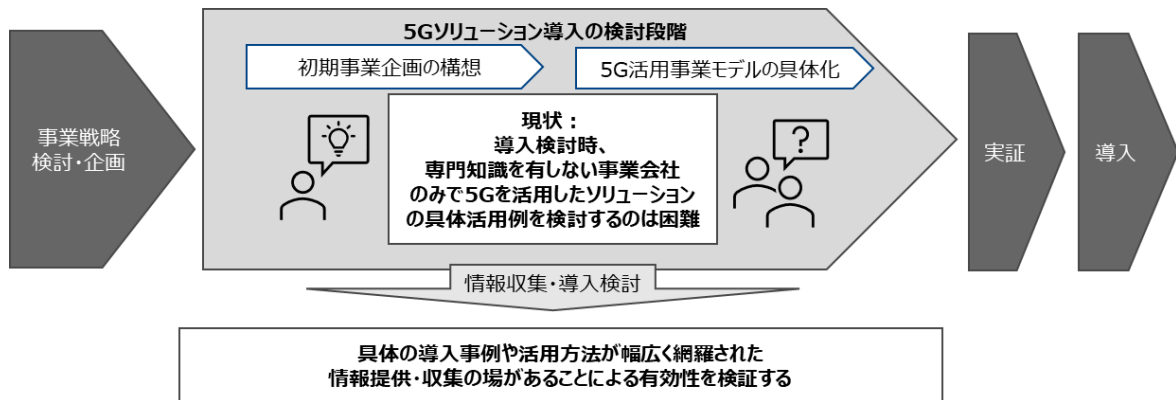 5Gソリューション導入の検討段階
初期事業企画の構想
5G活用事業モデルの具体化
事業戦略
検討・企画
現状：
導入検討時、
専門知識を有しない事業会社
のみで5Gを活用したソリューション
の具体活用例を検討するのは困難
?
実証
導入
情報収集・導入検討
具体の導入事例や活用方法が幅広く網羅された
情報提供・収集の場があることによる有効性を検証する